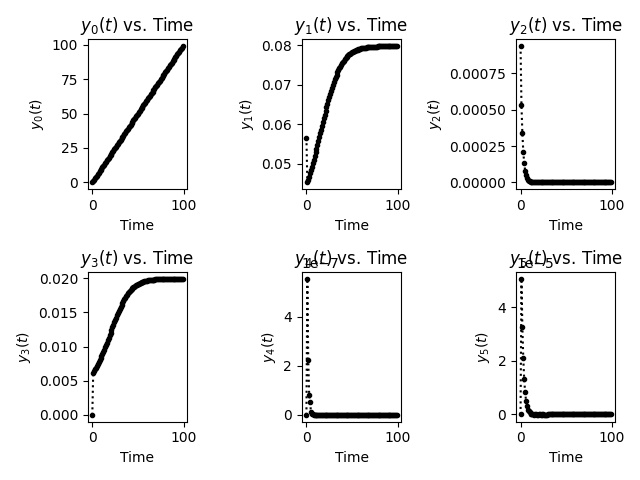 y₀(t) vs. Time
y₁(t) vs. Time
y₂(t) vs. Time
100
75
50
25
0
y₀(t)
0
100
Time
0.08
0.07
0.06
0.05
y₁(t)
0
100
Time
0.00075
0.00050
0.00025
0.00000
y₂(t)
0
100
Time
y₃(t) vs. Time
y₄(t) vs. Time
y₅(t) vs. Time
0.020
0.015
0.010
0.005
0.000
y₃(t)
0
100
Time
1e−7
4
2
0
y₄(t)
0
100
Time
1e−5
4
2
0
y₅(t)
0
100
Time